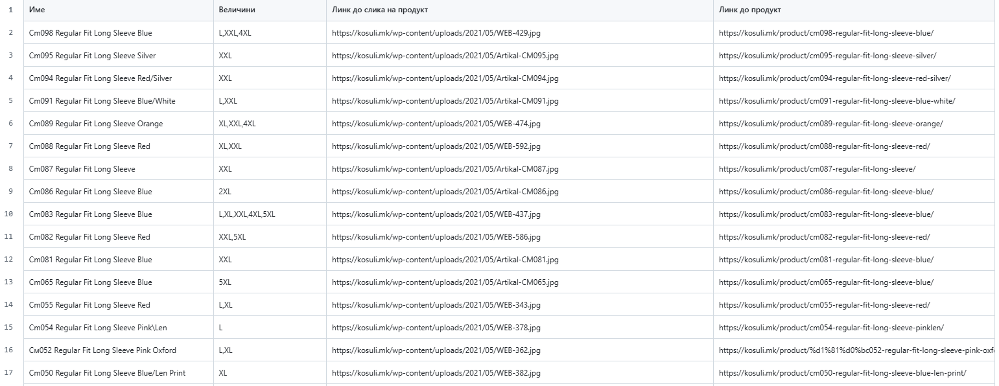 1 Име Величини Линк до слика на продукт Линк до продукт
2 Cm098 Regular Fit Long Sleeve Blue L,XXL,4XL https://kosuli.mk/wp-content/uploads/2021/05/WEB-429.jpg https://kosuli.mk/product/cm098-regular-fit-long-sleeve-blue/
3 Cm095 Regular Fit Long Sleeve Silver XXL https://kosuli.mk/wp-content/uploads/2021/05/Artikal-CM095.jpg https://kosuli.mk/product/cm095-regular-fit-long-sleeve-silver/
4 Cm094 Regular Fit Long Sleeve Red/Silver XXL https://kosuli.mk/wp-content/uploads/2021/05/Artikal-CM094.jpg https://kosuli.mk/product/cm094-regular-fit-long-sleeve-red-silver/
5 Cm091 Regular Fit Long Sleeve Blue/White L,XXL https://kosuli.mk/wp-content/uploads/2021/05/Artikal-CM091.jpg https://kosuli.mk/product/cm091-regular-fit-long-sleeve-blue-white/
6 Cm089 Regular Fit Long Sleeve Orange XL,XXL,4XL https://kosuli.mk/wp-content/uploads/2021/05/WEB-474.jpg https://kosuli.mk/product/cm089-regular-fit-long-sleeve-orange/
7 Cm088 Regular Fit Long Sleeve Red XL,XXL https://kosuli.mk/wp-content/uploads/2021/05/WEB-592.jpg https://kosuli.mk/product/cm088-regular-fit-long-sleeve-red/
8 Cm087 Regular Fit Long Sleeve XXL https://kosuli.mk/wp-content/uploads/2021/05/Artikal-CM087.jpg https://kosuli.mk/product/cm087-regular-fit-long-sleeve/
9 Cm086 Regular Fit Long Sleeve Blue 2XL https://kosuli.mk/wp-content/uploads/2021/05/Artikal-CM086.jpg https://kosuli.mk/product/cm086-regular-fit-long-sleeve-blue/
10 Cm083 Regular Fit Long Sleeve Blue L,XL,XXL,4XL,5XL https://kosuli.mk/wp-content/uploads/2021/05/WEB-437.jpg https://kosuli.mk/product/cm083-regular-fit-long-sleeve-blue/
11 Cm082 Regular Fit Long Sleeve Red XXL,5XL https://kosuli.mk/wp-content/uploads/2021/05/WEB-586.jpg https://kosuli.mk/product/cm082-regular-fit-long-sleeve-red/
12 Cm081 Regular Fit Long Sleeve Blue XXL https://kosuli.mk/wp-content/uploads/2021/05/Artikal-CM081.jpg https://kosuli.mk/product/cm081-regular-fit-long-sleeve-blue/
13 Cm065 Regular Fit Long Sleeve Blue 5XL https://kosuli.mk/wp-content/uploads/2021/05/Artikal-CM065.jpg https://kosuli.mk/product/cm065-regular-fit-long-sleeve-blue/
14 Cm055 Regular Fit Long Sleeve Red L,XL https://kosuli.mk/wp-content/uploads/2021/05/WEB-343.jpg https://kosuli.mk/product/cm055-regular-fit-long-sleeve-red/
15 Cm054 Regular Fit Long Sleeve Pink\Len L https://kosuli.mk/wp-content/uploads/2021/05/WEB-378.jpg https://kosuli.mk/product/cm054-regular-fit-long-sleeve-pinklen/
16 См052 Regular Fit Long Sleeve Pink Oxford L,XL https://kosuli.mk/wp-content/uploads/2021/05/WEB-362.jpg https://kosuli.mk/product/%d1%81%d0%bc052-regular-fit-long-sleeve-pink-oxf
17 Cm050 Regular Fit Long Sleeve Blue/Len Print XL https://kosuli.mk/wp-content/uploads/2021/05/WEB-382.jpg https://kosuli.mk/product/cm050-regular-fit-long-sleeve-blue-len-print/